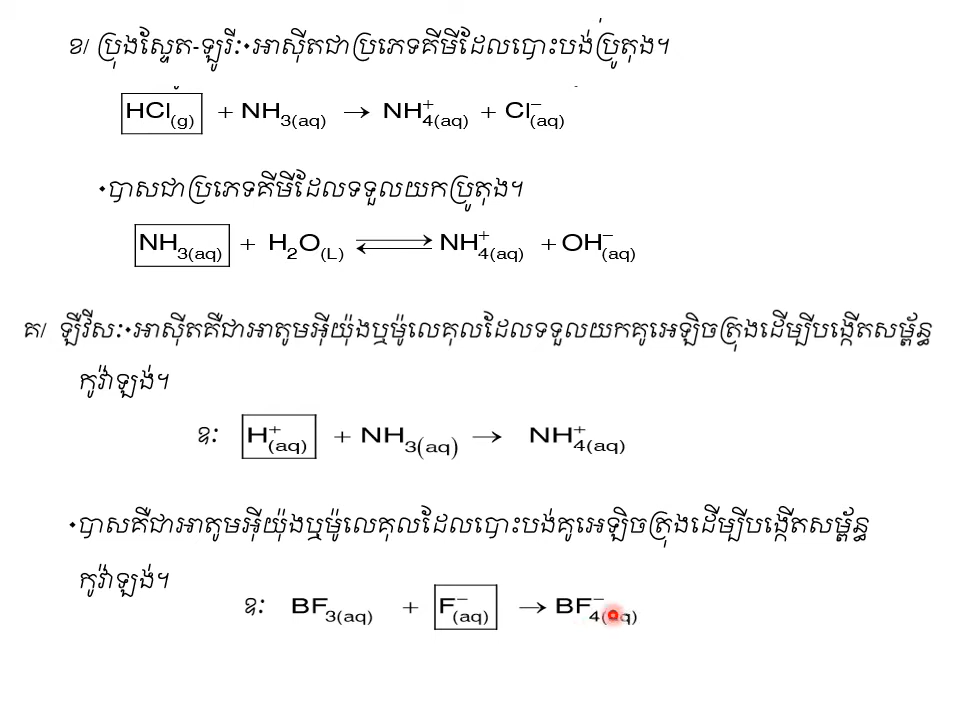 ខ/ ប្រុងស្ទែត-ឡូរីៈ•អាស៊ីតជាប្រភេទគីមីដែលបោះបង់ប្រូតុង។
HCl(g) + NH3(aq) → NH4+(aq) + Cl−(aq)
•បាសជាប្រភេទគីមីដែលទទួលយកប្រូតុង។
NH3(aq) + H2O(L) ⇌ NH4+(aq) + OH−(aq)
គ/ ឡឺវីសៈ•អាស៊ីតគឺជាអាតូមអ៊ីយ៉ុងឬម៉ូលេគុលដែលទទួលយកគូអេឡិចត្រុងដើម្បីបង្កើតសម្ព័ន្ធ
កូវ៉ាឡង់។
ឧៈ H+(aq) + NH3(aq) → NH4+(aq)
•បាសគឺជាអាតូមអ៊ីយ៉ុងឬម៉ូលេគុលដែលបោះបង់គូអេឡិចត្រុងដើម្បីបង្កើតសម្ព័ន្ធ
កូវ៉ាឡង់។
ឧៈ BF3(aq) + F−(aq) → BF4−(aq)